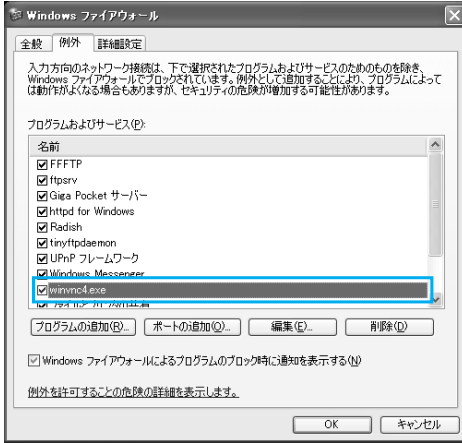 Windows ファイアウォール
全般
例外
詳細設定
入力方向のネットワーク接続は、下で選択されたプログラムおよびサービスのためのものを除き、
Windows ファイアウォールでブロックされています。例外として追加することにより、プログラムによって
は動作がよくなる場合もありますが、セキュリティの危険が増加する可能性があります。
プログラムおよびサービス(P):
名前
FFFTP
ftpsrv
Giga Pocket サーバー
httpd for Windows
Radish
tinyftpdaemon
UPnP フレームワーク
Windows Messenger
winvnc4.exe
プログラムの追加(R)...
ポートの追加(O)...
編集(E)...
削除(D)
Windows ファイアウォールによるプログラムのブロック時に通知を表示する(N)
例外を許可することの危険の詳細を表示します。
OK
キャンセル